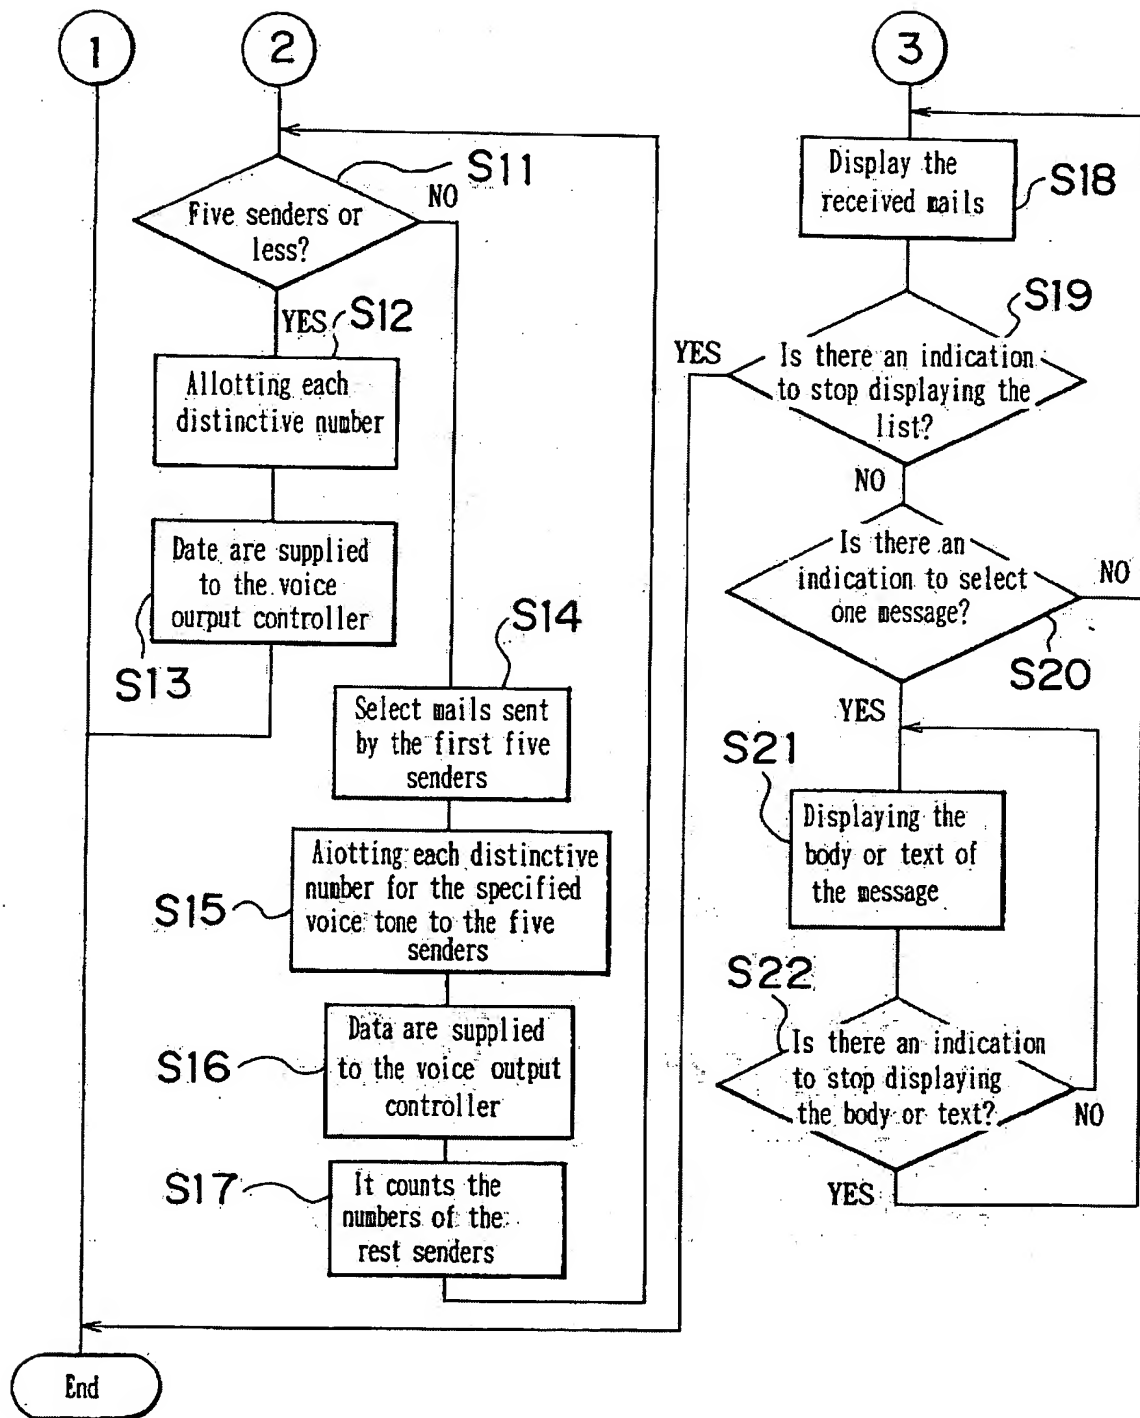 1
2
3
S11
NO
Five senders or
less?
YES
S12
Allotting each
distinctive number
Date are supplied
to the voice
ourput controller
S13
S14
Select mails sent
by the first five
senders
Aiotting each distinctive
number for the specified
voice tone to the five
senders
S15
Data are supplied
to the voice output
controller
S16
S17
It counts the
numbers of the
rest senders
End
Display the
received mails
S18
S19
YES
Is there an indication
to stop displaying the
list?
NO
Is there an
indication to select
one message?
NO
S20
YES
S21
Displaying the
body or text of
the message
S22
Is there an indication
to stop displaying
the body or text?
NO
YES